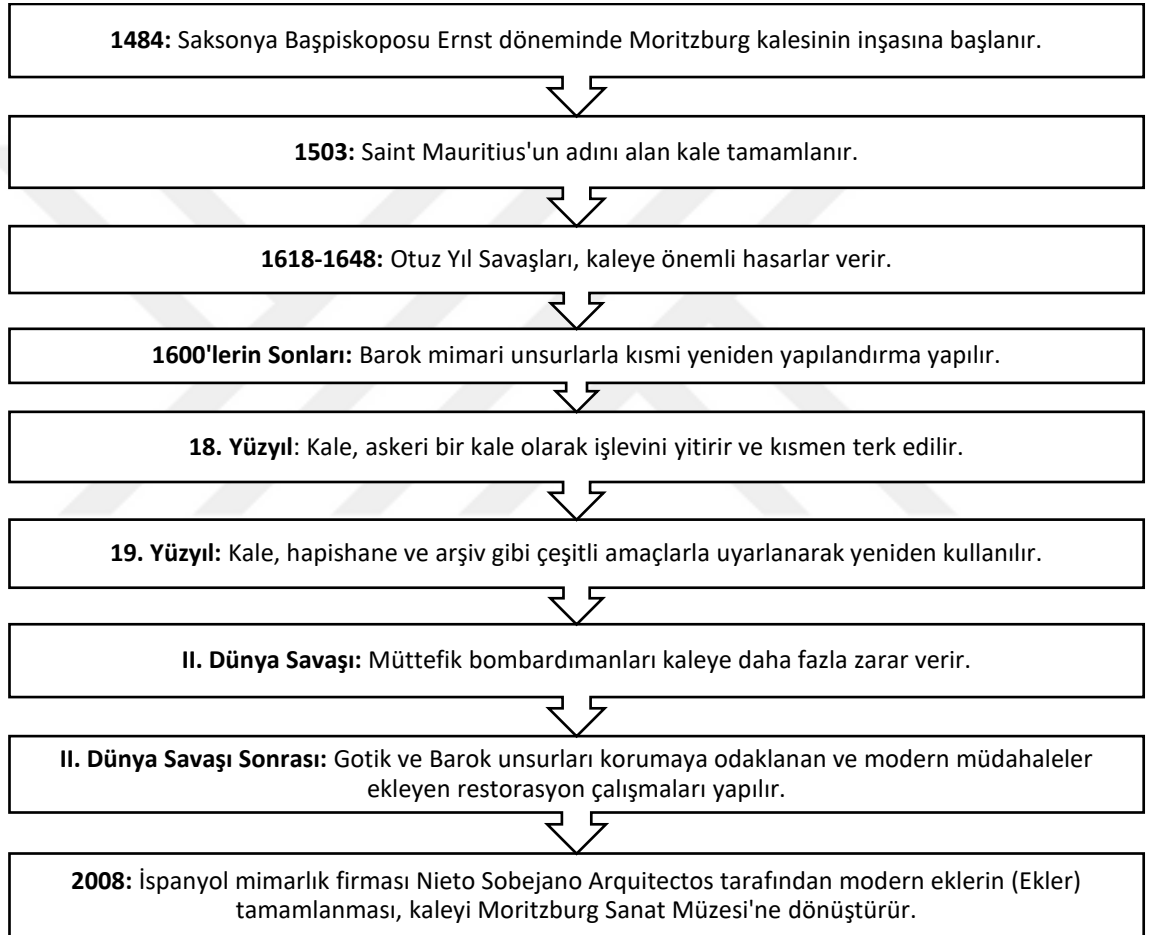 1484: Saksonya Başpiskoposu Ernst döneminde Moritzburg kalesinin inşasına başlanır.
1503: Saint Mauritius'un adını alan kale tamamlanır.
1618-1648: Otuz Yıl Savaşları, kaleye önemli hasarlar verir.
1600'lerin Sonları: Barok mimari unsurlarla kısmi yeniden yapılandırma yapılır.
18. Yüzyıl: Kale, askeri bir kale olarak işlevini yitirir ve kısmen terk edilir.
19. Yüzyıl: Kale, hapishane ve arşiv gibi çeşitli amaçlarla uyarlanarak yeniden kullanılır.
II. Dünya Savaşı: Müttefik bombardımanları kaleye daha fazla zarar verir.
II. Dünya Savaşı Sonrası: Gotik ve Barok unsurları korumaya odaklanan ve modern müdahaleler
ekleyen restorasyon çalışmaları yapılır.
2008: İspanyol mimarlık firması Nieto Sobejano Arquitectos tarafından modern eklerin (Ekler)
tamamlanması, kaleyi Moritzburg Sanat Müzesi'ne dönüştürür.